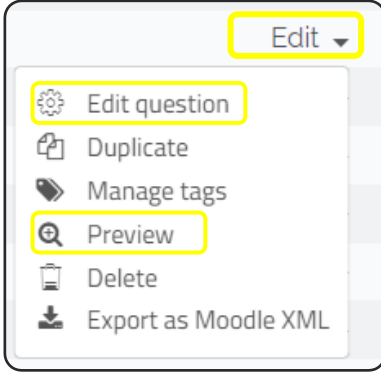 Edit
Edit question
Duplicate
Manage tags
Preview
Delete
Export as Moodle XML